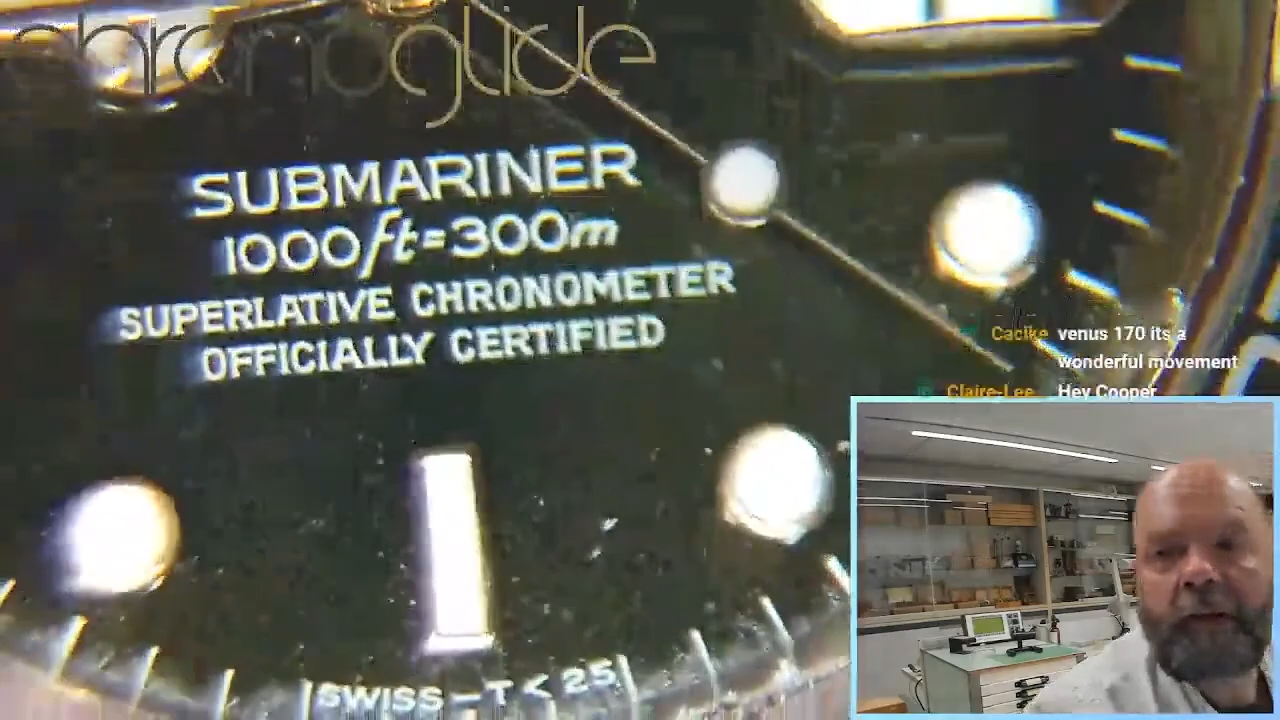 chronoglide
SUBMARINER
1000ft=300m
SUPERLATIVE CHRONOMETER
OFFICIALLY CERTIFIED
Cacike venus 170 its a
wonderful movement
Claire-Lee Hey Cooper
SWISS – T < 25